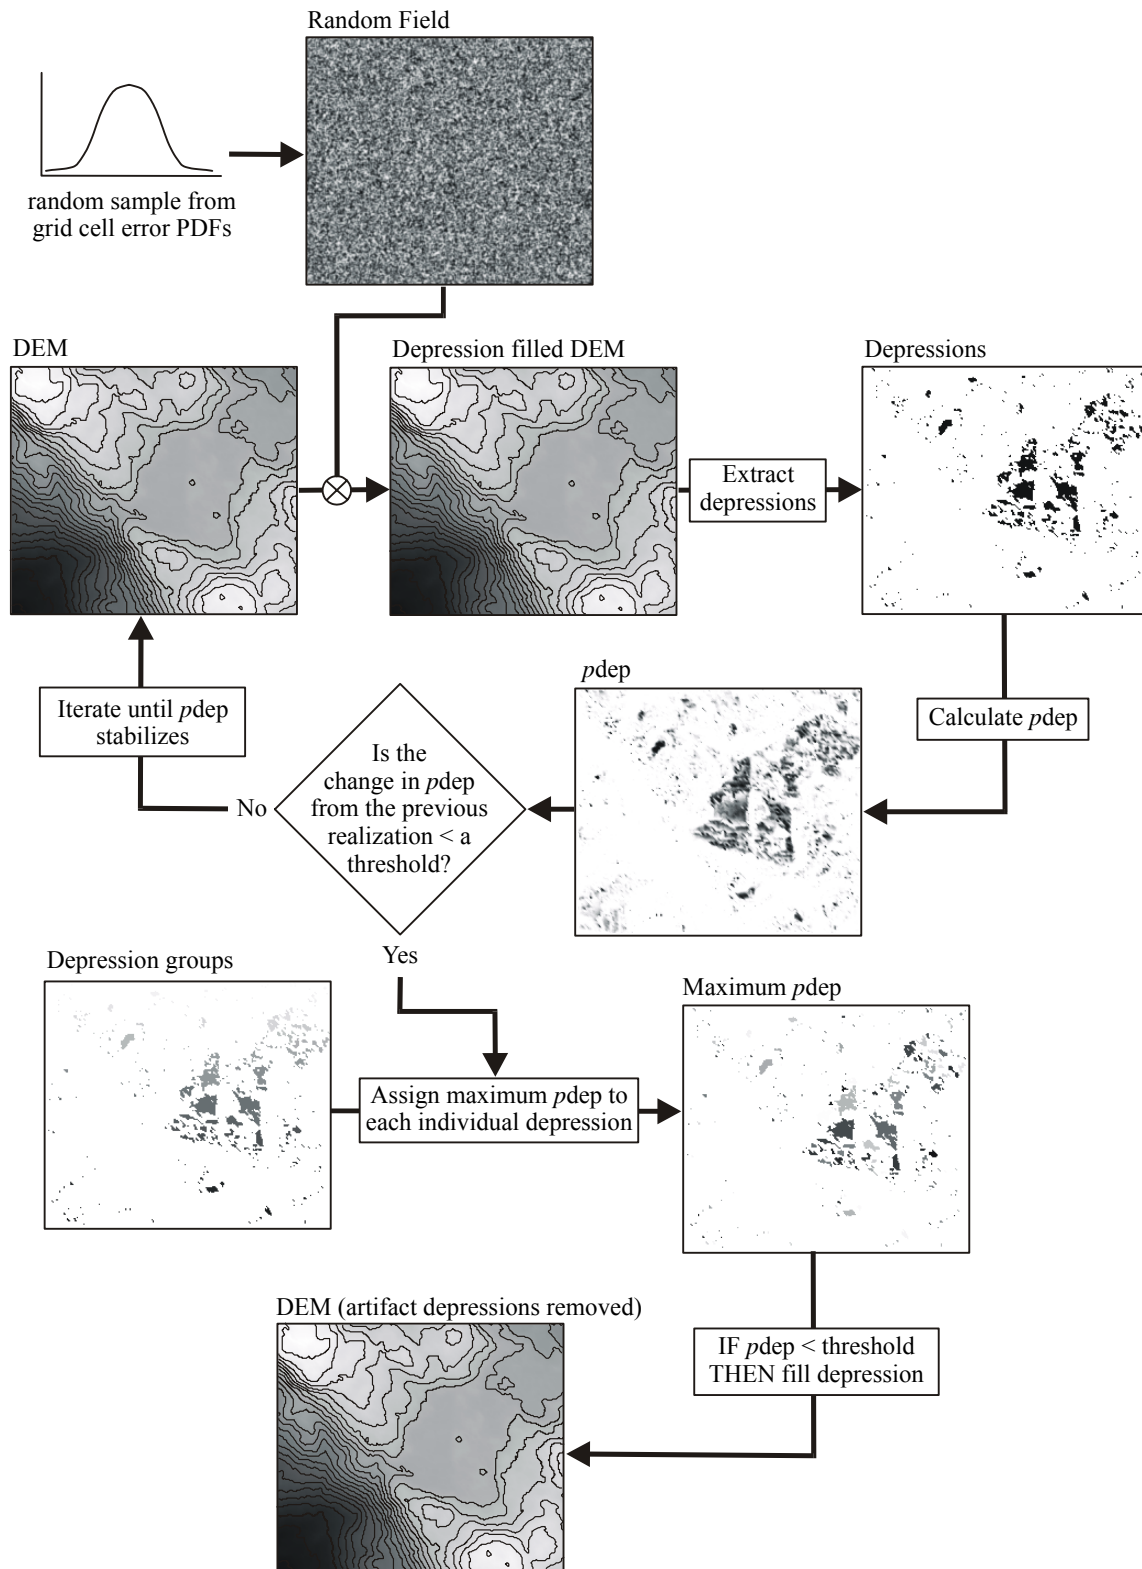 Random Field
random sample from
grid cell error PDFs
DEM
Depression filled DEM
Depressions
Extract
depressions
pdep
Iterate until pdep
stabilizes
Calculate pdep
Is the
change in pdep
from the previous
realization < a
threshold?
No
Yes
Depression groups
Maximum pdep
Assign maximum pdep to
each individual depression
DEM (artifact depressions removed)
IF pdep < threshold
THEN fill depression